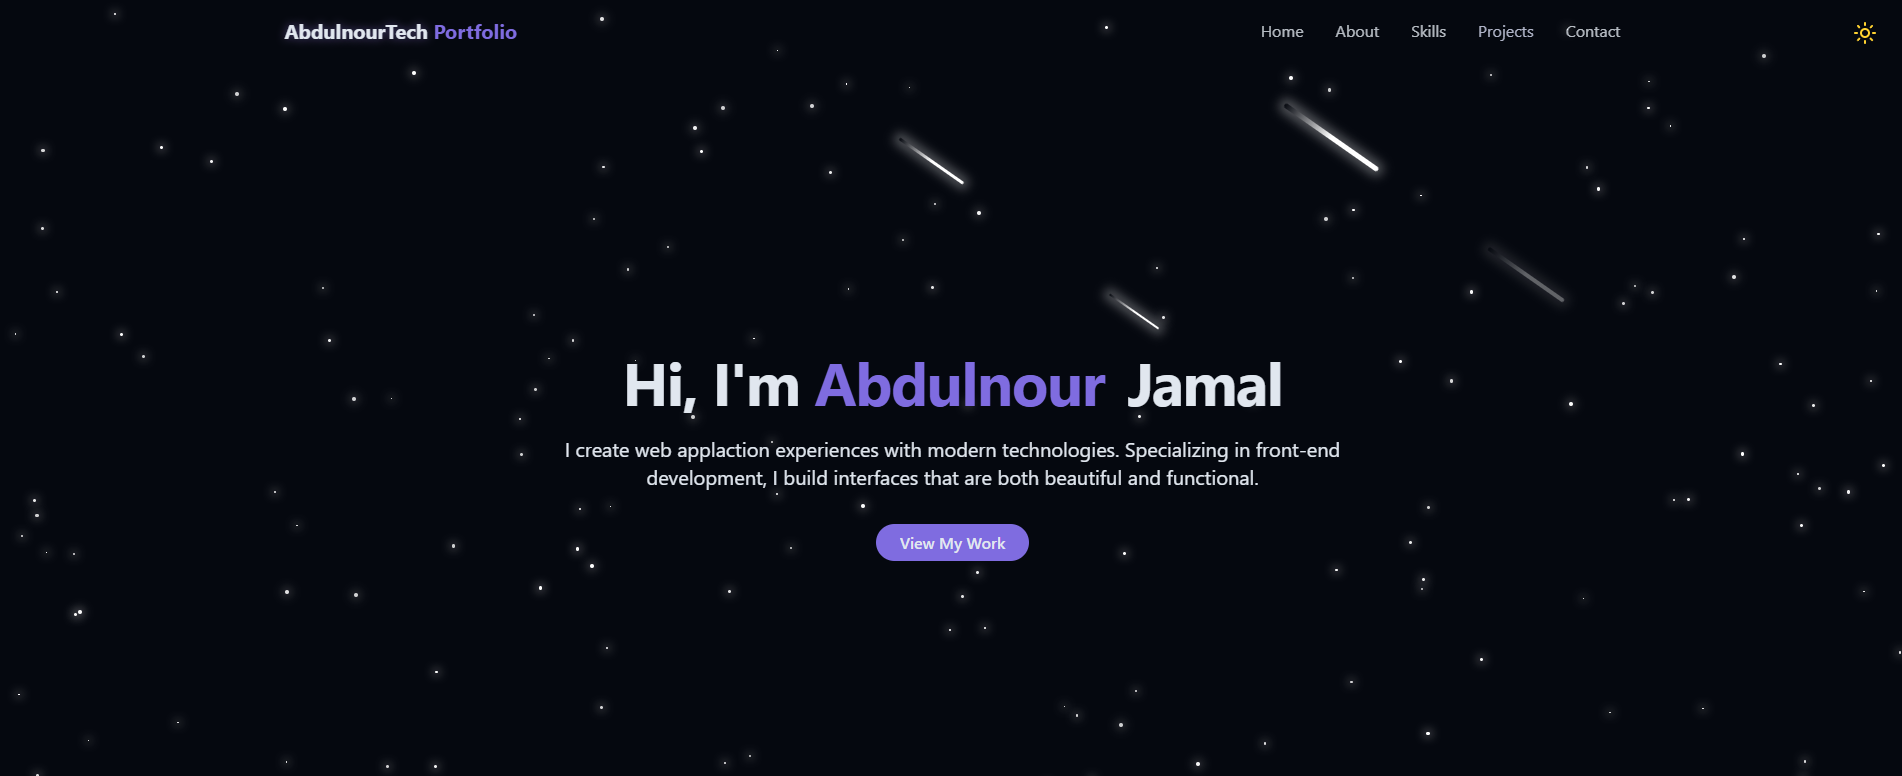 AbdulnourTech Portfolio
Home About Skills Projects Contact
Hi, I'm Abdulnour Jamal
I create web applaction experiences with modern technologies. Specializing in front-end
development, I build interfaces that are both beautiful and functional.
View My Work